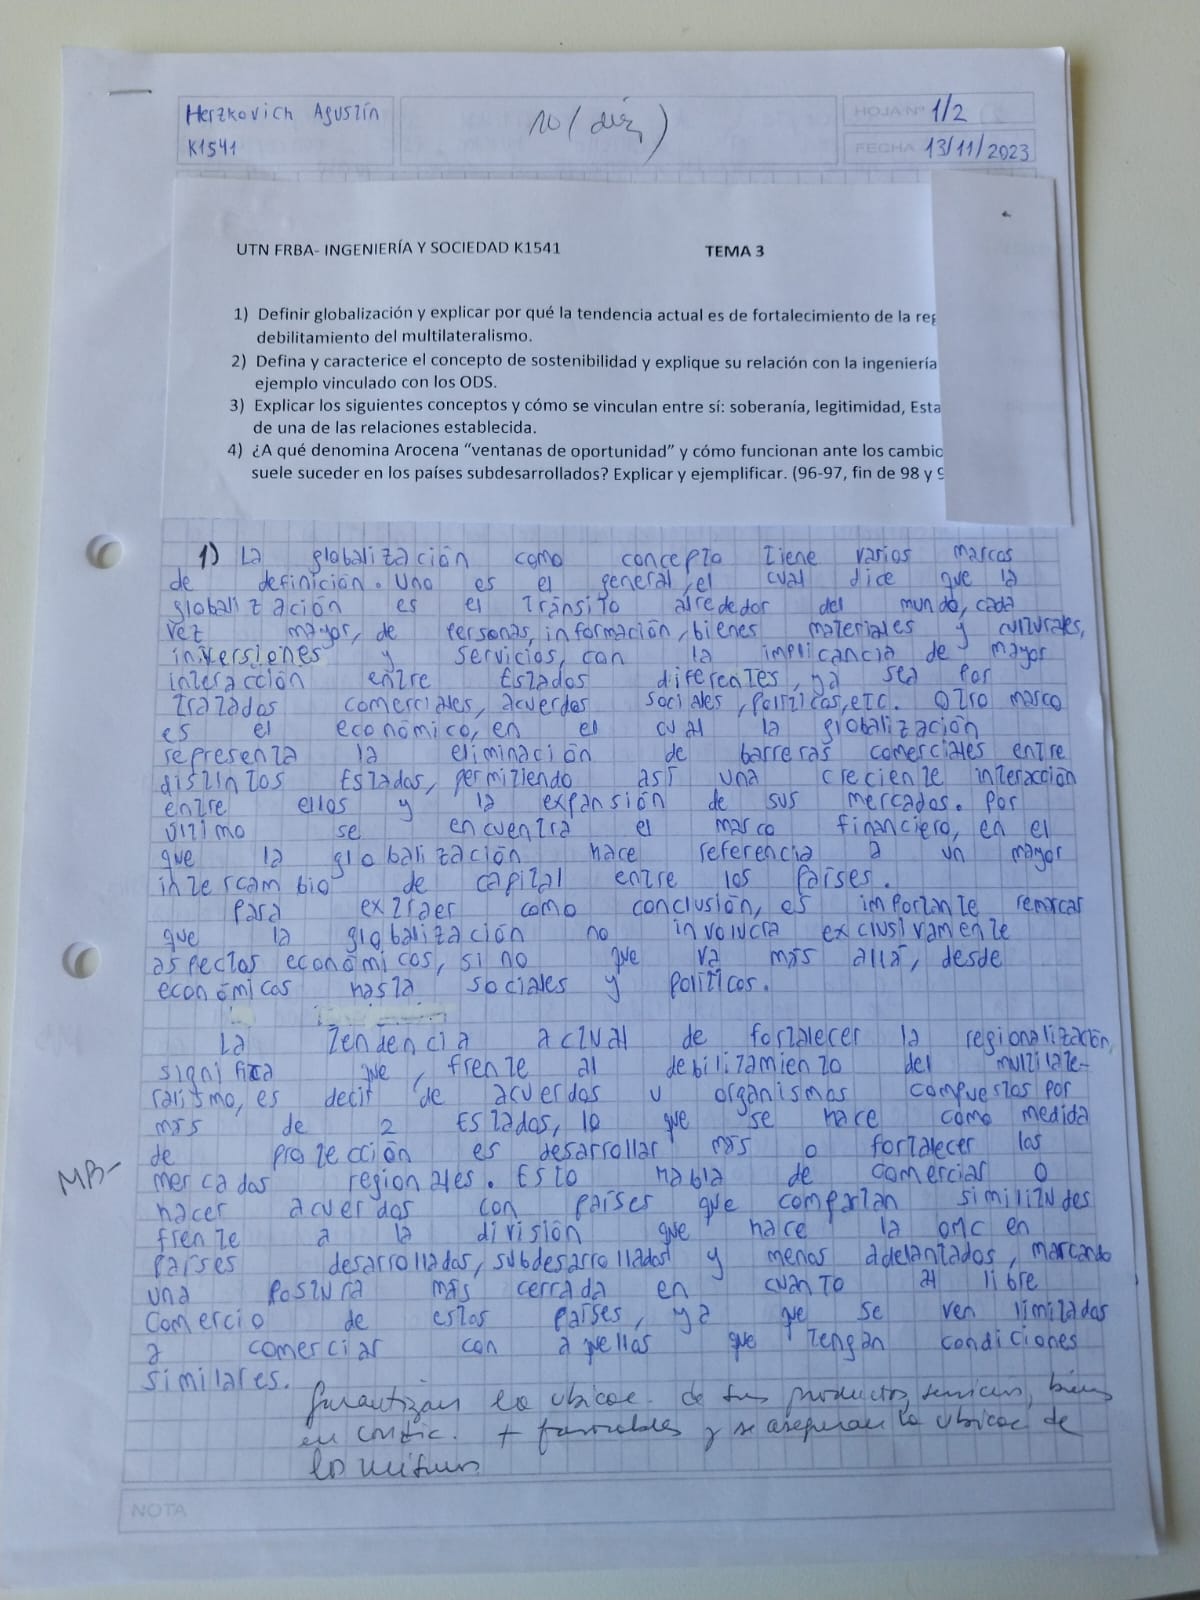 Herzkovich Agustín
K1541
10 (diez)
HOJA Nº 1/2
FECHA 13/11/2023
UTN FRBA- INGENIERÍA Y SOCIEDAD K1541 TEMA 3
1) Definir globalización y explicar por qué la tendencia actual es de fortalecimiento de la reg
debilitamiento del multilateralismo.
2) Defina y caracterice el concepto de sostenibilidad y explique su relación con la ingeniería
ejemplo vinculado con los ODS.
3) Explicar los siguientes conceptos y cómo se vinculan entre sí: soberanía, legitimidad, Esta
de una de las relaciones establecida.
4) ¿A qué denomina Arocena “ventanas de oportunidad” y cómo funcionan ante los cambio
suele suceder en los países subdesarrollados? Explicar y ejemplificar. (96-97, fin de 98 y 9
1) La globalización como concepto tiene varios marcos
de definición. Uno es el general, el cual dice que la
globalización es el tránsito alrededor del mundo, cada
vez mayor, de personas, información, bienes materiales y culturales,
inversiones y servicios, con la implicancia de mayor
interacción entre Estados diferentes, ya sea por
tratados comerciales, acuerdos sociales, políticos, etc. Otro marco
es el económico, en el cual la globalización
representa la eliminación de barreras comerciales entre
distintos Estados, permitiendo así una creciente interacción
entre ellos y la expansión de sus mercados. Por
último se encuentra el marco financiero, en el
que la globalización hace referencia a un mayor
intercambio de capital entre los países.
Para extraer como conclusión, es importante remarcar
que la globalización no involucra exclusivamente
aspectos económicos, si no que va más allá, desde
económicos hasta sociales y políticos.
La tendencia actual de fortalecer la regionalización,
significa que, frente al debilitamiento del multilate-
ralismo, es decir de acuerdos u organismos compuestos por
más de 2 Estados, lo que se hace como medida
de protección es desarrollar más o fortalecer los
mercados regionales. Esto habla de comerciar o
hacer acuerdos con países que compartan similitudes
frente a la división que hace la OMC en
países desarrollados, subdesarrollados y menos adelantados, marcando
una postura más cerrada en cuanto al libre
comercio de estos países, ya que se ven limitados
a comerciar con aquellos que tengan condiciones
similares.
MB-
Garantizan la ubicac. de sus productos, servicios, bienes
en condic. + favorables y se aseguran la ubicac de
los mismos
NOTA